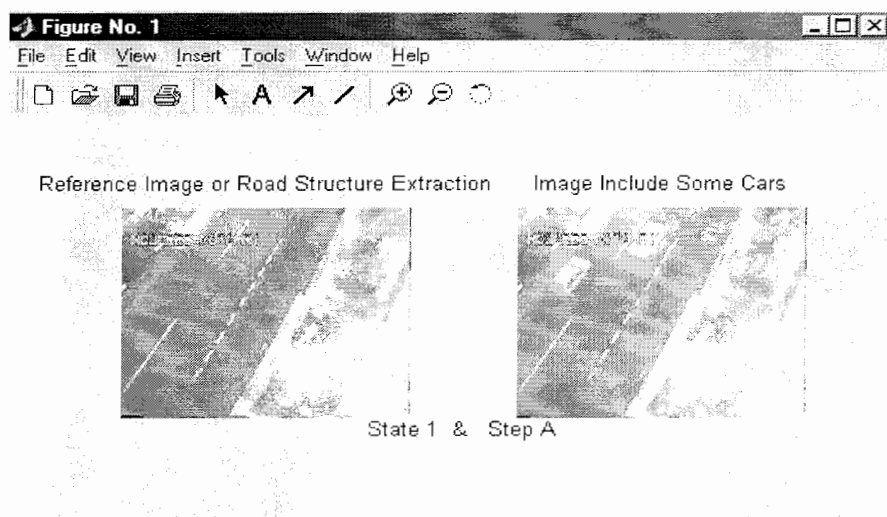 Figure No. 1
File Edit View Insert Tools Window Help
A
Reference Image or Road Structure Extraction
Image Include Some Cars
State 1 & Step A